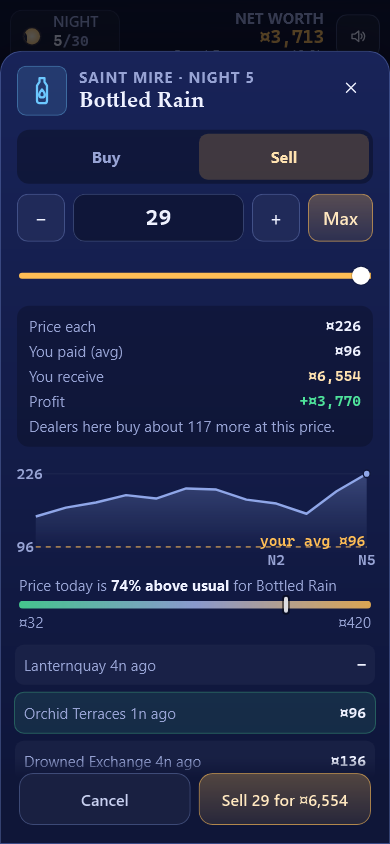 NIGHT
5/30
NET WORTH
¤3,713
SAINT MIRE · NIGHT 5
Bottled Rain
×
Buy
Sell
−
29
+
Max
Price each
¤226
You paid (avg)
¤96
You receive
¤6,554
Profit
+¤3,770
Dealers here buy about 117 more at this price.
226
96
your avg ¤96
N2
N5
Price today is 74% above usual for Bottled Rain
¤32
¤420
Lanternquay 4n ago
–
Orchid Terraces 1n ago
¤96
Drowned Exchange 4n ago
¤136
Cancel
Sell 29 for ¤6,554